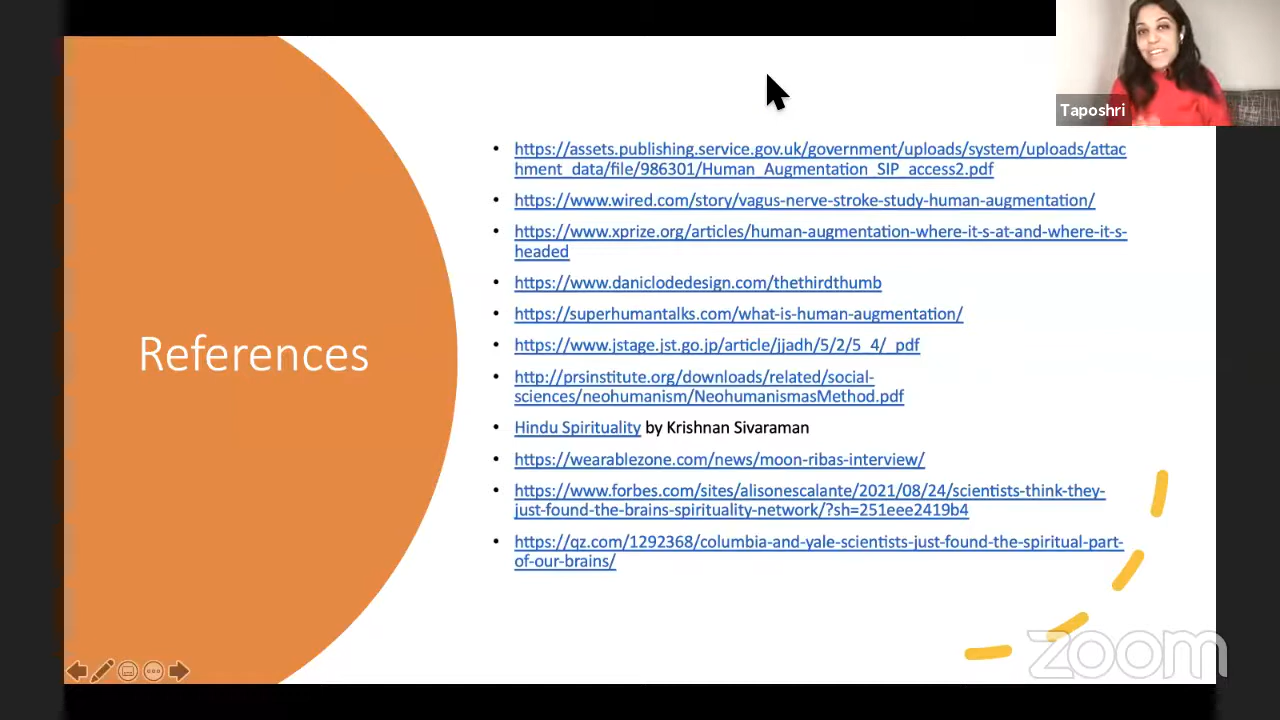 Taposhri
References
https://assets.publishing.service.gov.uk/government/uploads/system/uploads/attac
hment_data/file/986301/Human_Augmentation_SIP_access2.pdf
https://www.wired.com/story/vagus-nerve-stroke-study-human-augmentation/
https://www.xprize.org/articles/human-augmentation-where-it-s-at-and-where-it-s-
headed
https://www.daniclodedesign.com/thethirdthumb
https://superhumantalks.com/what-is-human-augmentation/
https://www.jstage.jst.go.jp/article/jjadh/5/2/5_4/_pdf
http://prsinstitute.org/downloads/related/social-
sciences/neohumanism/NeohumanismasMethod.pdf
Hindu Spirituality by Krishnan Sivaraman
https://wearablezone.com/news/moon-ribas-interview/
https://www.forbes.com/sites/alisonescalante/2021/08/24/scientists-think-they-
just-found-the-brains-spirituality-network/?sh=251eee2419b4
https://qz.com/1292368/columbia-and-yale-scientists-just-found-the-spiritual-part-
of-our-brains/
zoom